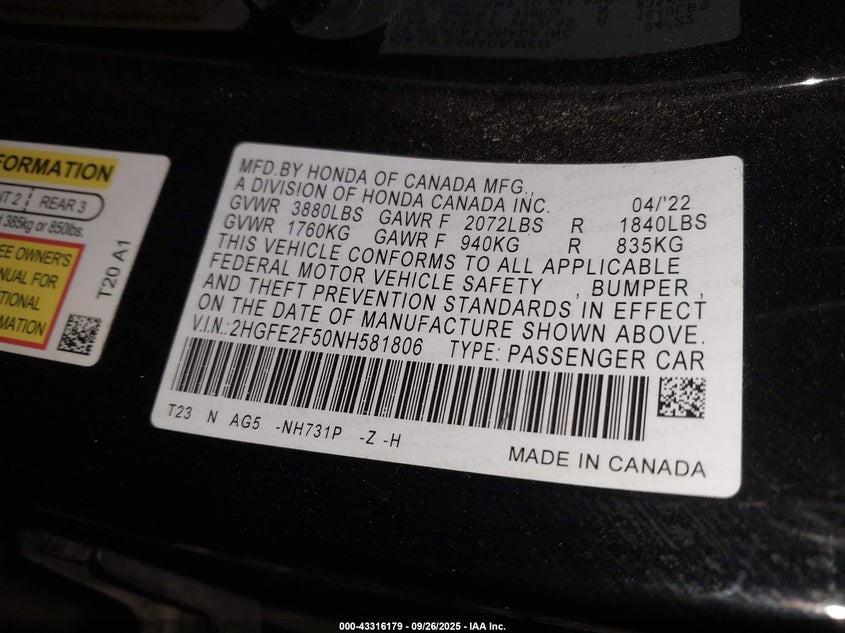 FORMATION
NT 2 REAR 3
385kg or 850lbs.
EE OWNER'S
NUAL FOR
TIONAL
MATION
T20 A1
MFD.BY HONDA OF CANADA MFG.,
A DIVISION OF HONDA CANADA INC. 04/'22
GVWR 3880LBS GAWR F 2072LBS R 1840LBS
GVWR 1760KG GAWR F 940KG R 835KG
THIS VEHICLE CONFORMS TO ALL APPLICABLE
FEDERAL MOTOR VEHICLE SAFETY , BUMPER ,
AND THEFT PREVENTION STANDARDS IN EFFECT
ON THE DATE OF MANUFACTURE SHOWN ABOVE.
V.I.N.:2HGFE2F50NH581806 TYPE: PASSENGER CAR
T23 N AG5 -NH731P -Z -H
MADE IN CANADA
000-43316179 - 09/26/2025 - IAA Inc.